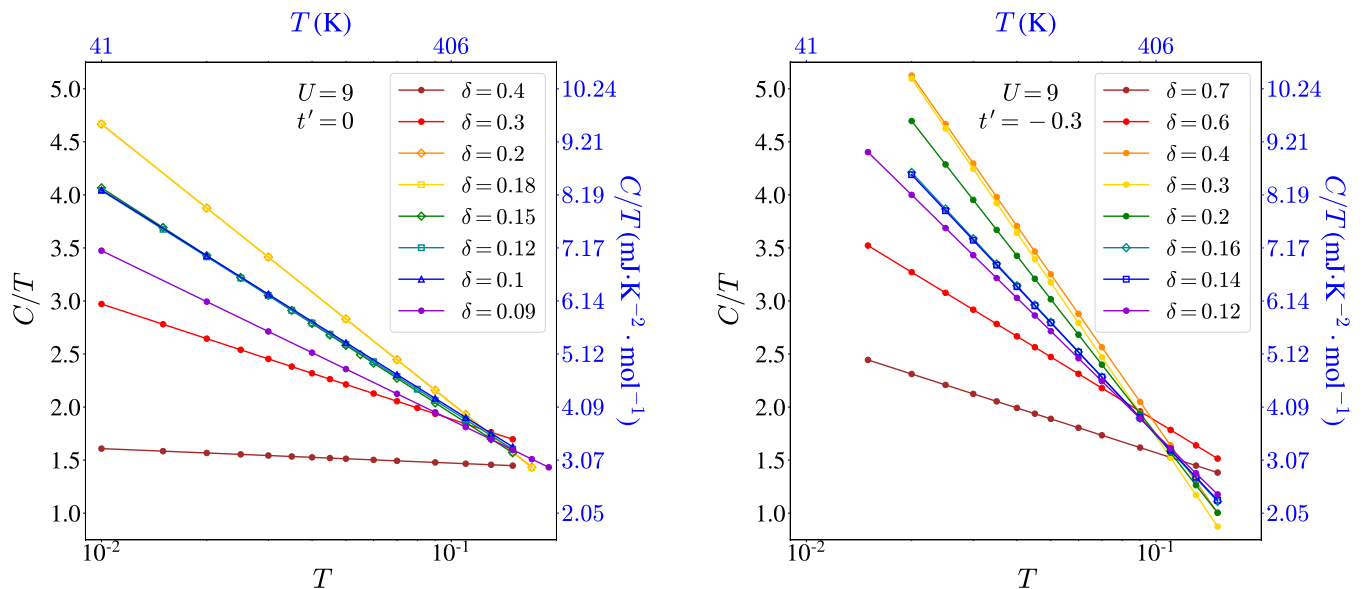 T (K)
41 406
U = 9
t′ = 0
δ = 0.4
δ = 0.3
δ = 0.2
δ = 0.18
δ = 0.15
δ = 0.12
δ = 0.1
δ = 0.09
5.0
4.5
4.0
3.5
3.0
2.5
2.0
1.5
1.0
C/T
10.24
9.21
8.19
7.17
6.14
5.12
4.09
3.07
2.05
C/T (mJ·K⁻² · mol⁻¹)
10⁻² 10⁻¹
T
T (K)
41 406
U = 9
t′ = −0.3
δ = 0.7
δ = 0.6
δ = 0.4
δ = 0.3
δ = 0.2
δ = 0.16
δ = 0.14
δ = 0.12
5.0
4.5
4.0
3.5
3.0
2.5
2.0
1.5
1.0
C/T
10.24
9.21
8.19
7.17
6.14
5.12
4.09
3.07
2.05
C/T (mJ·K⁻² · mol⁻¹)
10⁻² 10⁻¹
T